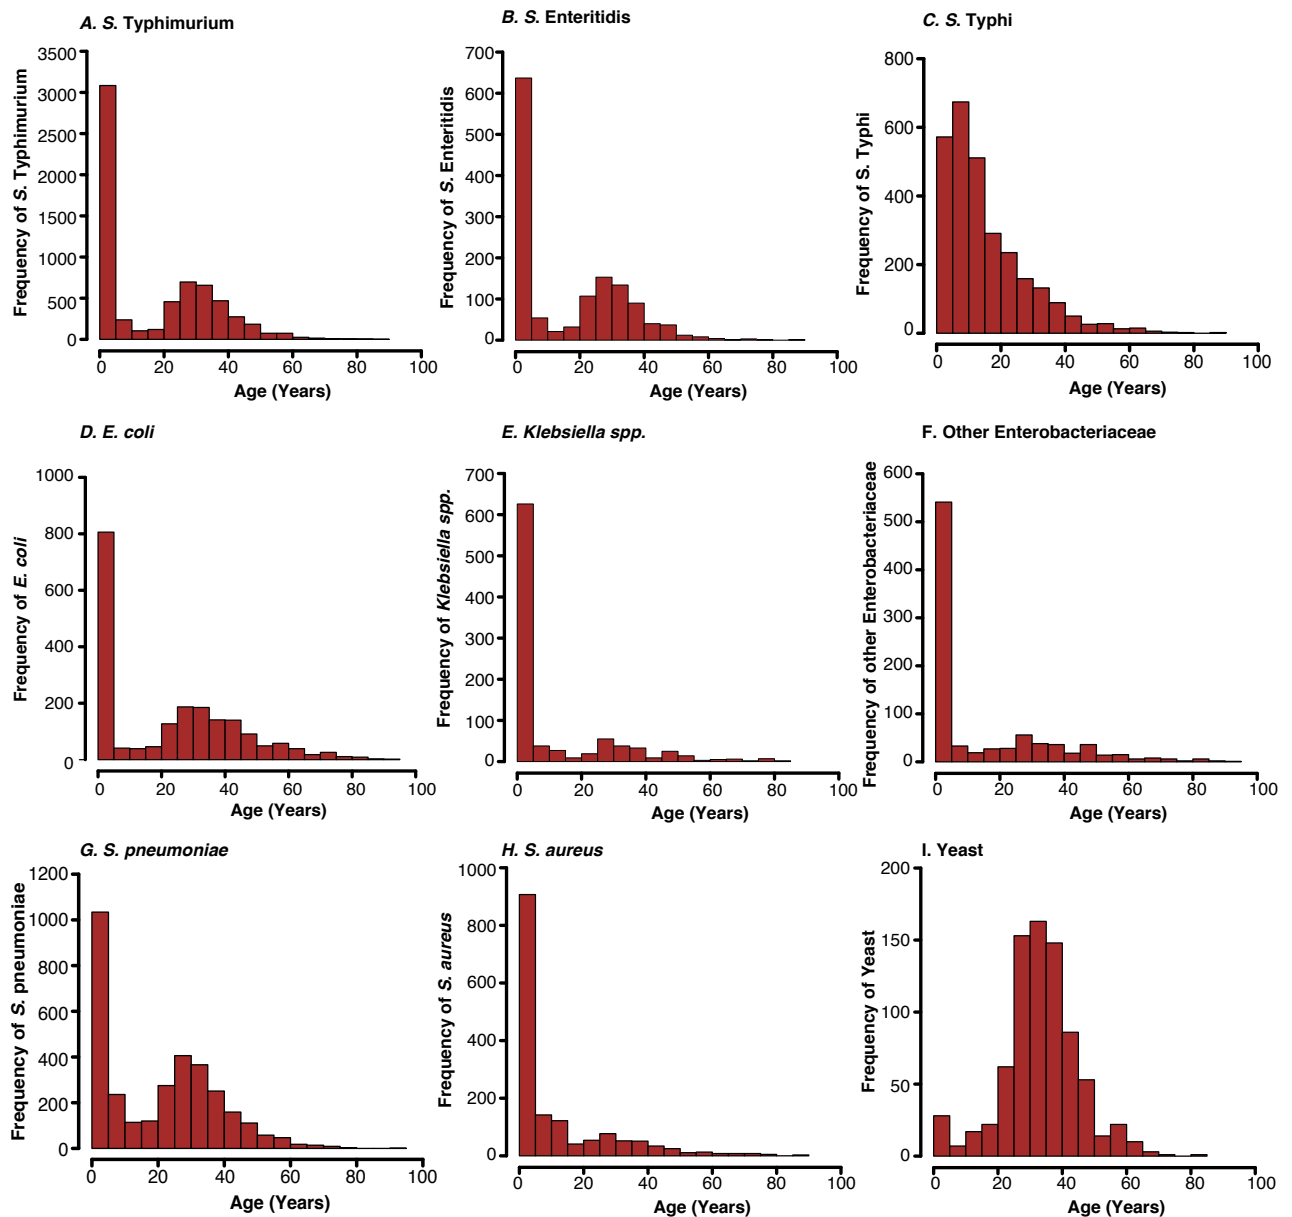 A. S. Typhimurium
3500
3000
2500
2000
1500
1000
500
0
Frequency of S. Typhimurium
0 20 40 60 80 100
Age (Years)
B. S. Enteritidis
700
600
500
400
300
200
100
0
Frequency of S. Enteritidis
0 20 40 60 80 100
Age (Years)
C. S. Typhi
800
600
400
200
0
Frequency of S. Typhi
0 20 40 60 80 100
Age (Years)
D. E. coli
1000
800
600
400
200
0
Frequency of E. coli
0 20 40 60 80 100
Age (Years)
E. Klebsiella spp.
700
600
500
400
300
200
100
0
Frequency of Klebsiella spp.
0 20 40 60 80 100
Age (Years)
F. Other Enterobacteriaceae
600
500
400
300
200
100
0
Frequency of other Enterobacteriaceae
0 20 40 60 80 100
Age (Years)
G. S. pneumoniae
1200
1000
800
600
400
200
0
Frequency of S. pneumoniae
0 20 40 60 80 100
Age (Years)
H. S. aureus
1000
800
600
400
200
0
Frequency of S. aureus
0 20 40 60 80 100
Age (Years)
I. Yeast
200
150
100
50
0
Frequency of Yeast
0 20 40 60 80 100
Age (Years)